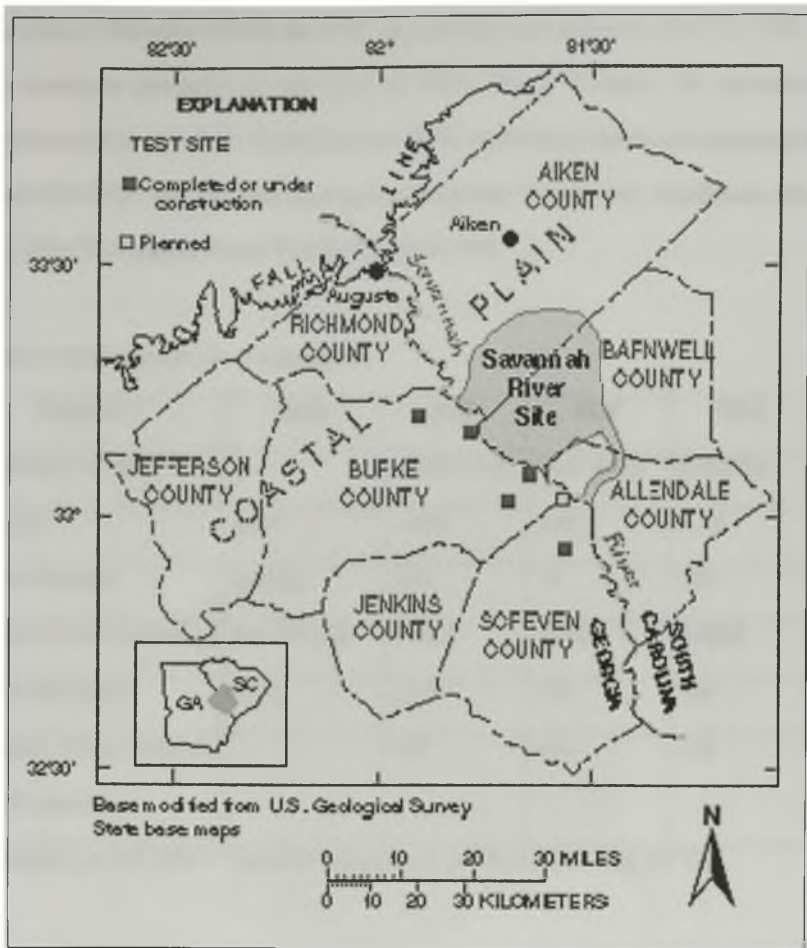 82°30'
82°
81°30'
EXPLANATION
TEST SITE
Completed or under
construction
Planned
FALL
LINE
AIKEN
COUNTY
Aiken
33°30'
Augusta
Savannah
PLAIN
RICHMOND
COUNTY
Savannah
River
Site
BAFNWELL
COUNTY
COASTAL
JEFFERSON
COUNTY
BUFKE
COUNTY
ALLENDALE
COUNTY
33°
River
JENKINS
COUNTY
SCFEVEN
COUNTY
GEORGIA
SOUTH
CAROLINA
GA
SC
32°30'
Base modified from U.S. Geological Survey
State base maps
N
0 10 20 30 MILES
0 10 20 30 KILOMETERS